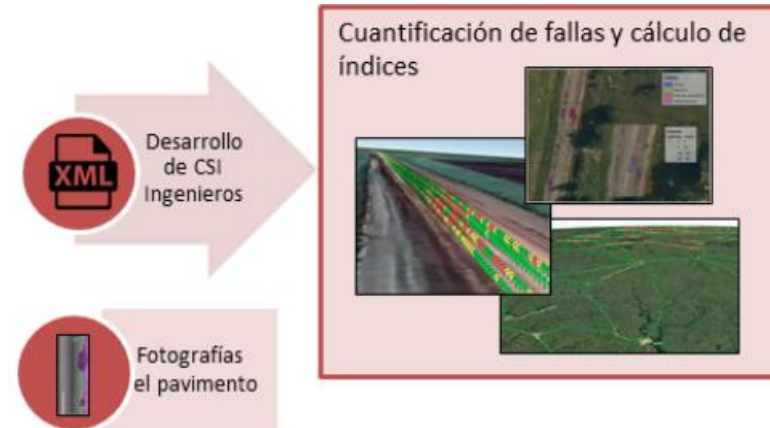 Cuantificación de fallas y cálculo de
índices
XML
Desarrollo
de CSI
Ingenieros
Fotografías
el pavimento